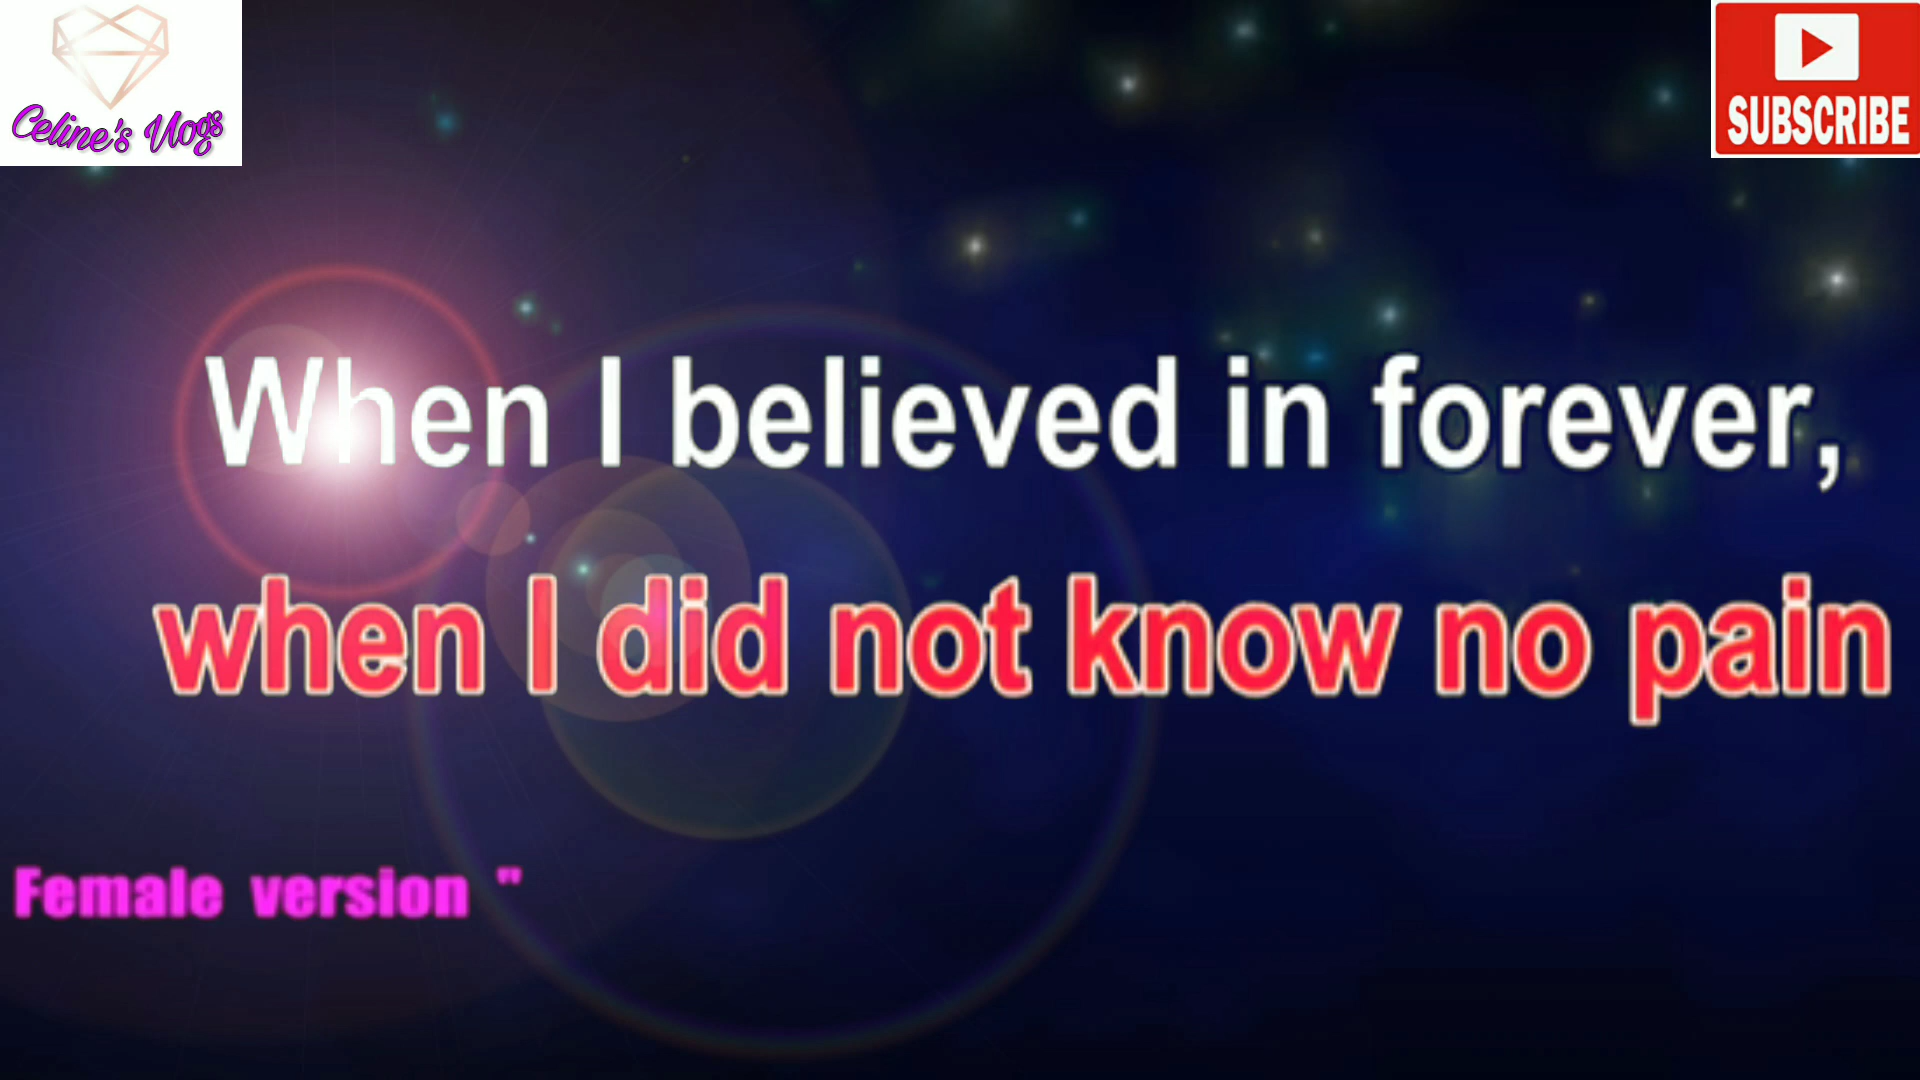 Celine's Vlogs
SUBSCRIBE
When I believed in forever,
when I did not know no pain
Female version "